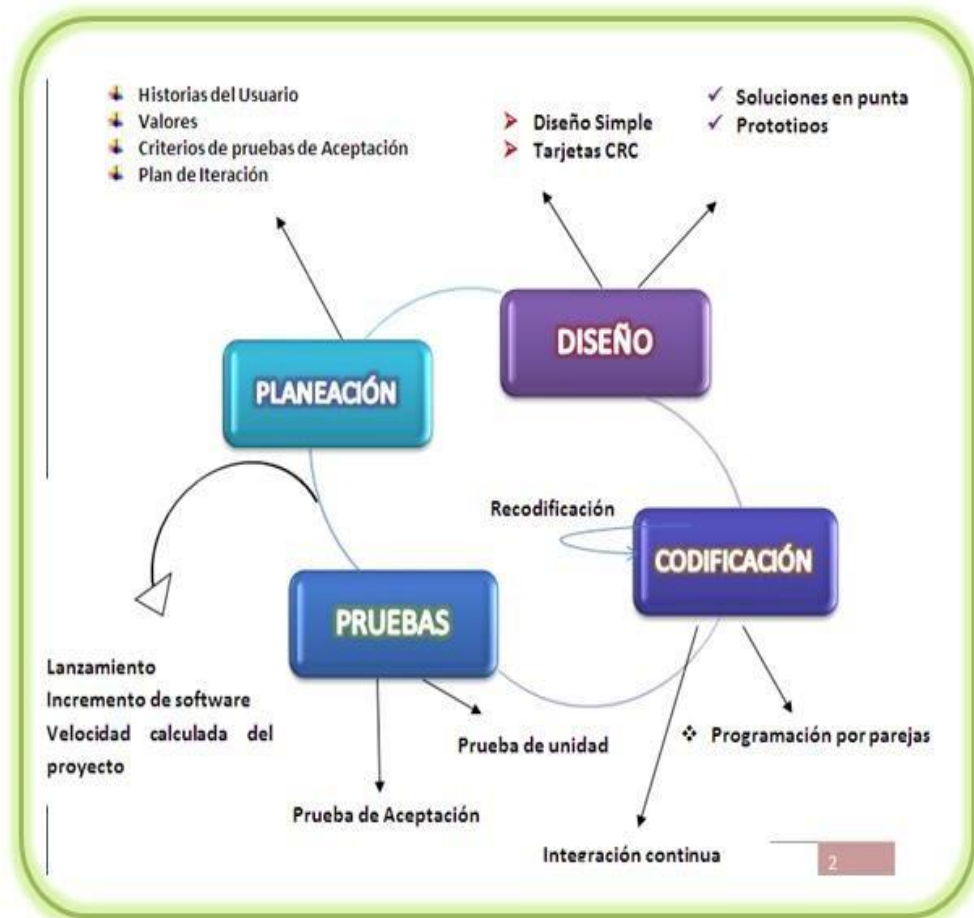 Historias del Usuario
Valores
Criterios de pruebas de Aceptación
Plan de Iteración
Diseño Simple
Tarjetas CRC
Soluciones en punta
Prototipos
DISEÑO
PLANEACIÓN
Recodificación
CODIFICACIÓN
PRUEBAS
Lanzamiento
Incremento de software
Velocidad calculada del
proyecto
Prueba de unidad
Programación por parejas
Prueba de Aceptación
Integración continua
2